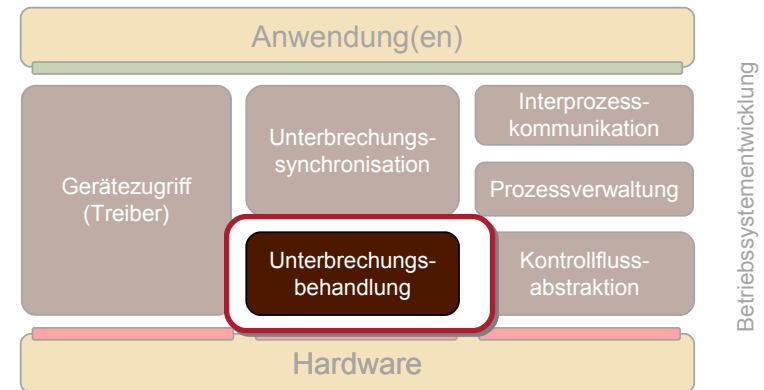 Anwendung(en)
Gerätezugriff
(Treiber)
Unterbrechungs-
synchronisation
Unterbrechungs-
behandlung
Interprozess-
kommunikation
Prozessverwaltung
Kontrollfluss-
abstraktion
Hardware
Betriebssystementwicklung